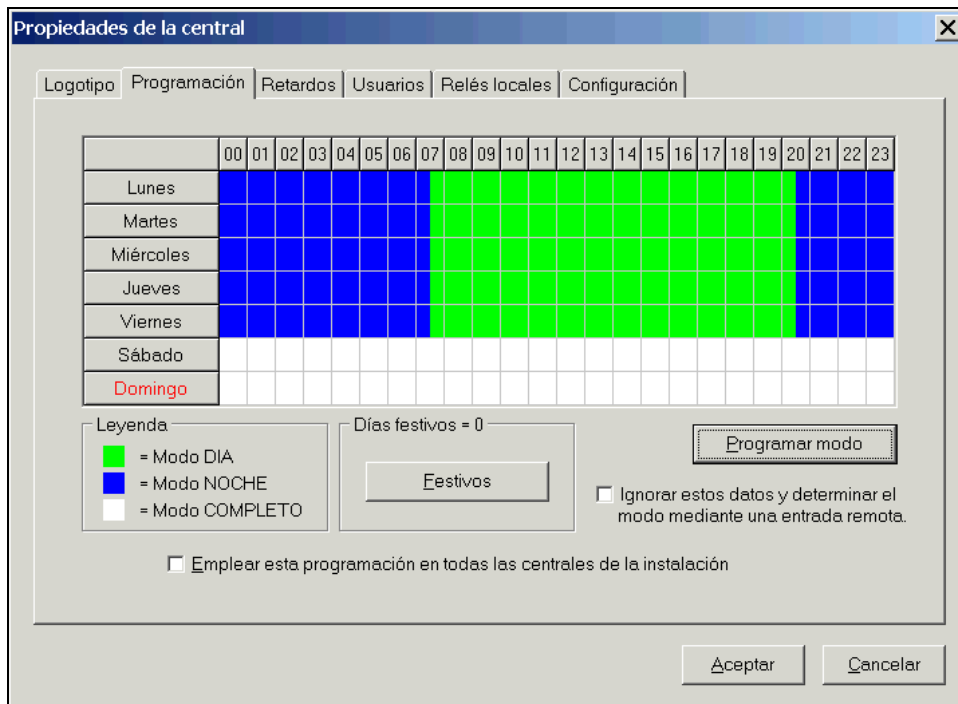 Propiedades de la central
Logotipo Programación Retardos Usuarios Relés locales Configuración
00 01 02 03 04 05 06 07 08 09 10 11 12 13 14 15 16 17 18 19 20 21 22 23
Lunes
Martes
Miércoles
Jueves
Viernes
Sábado
Domingo
Leyenda
= Modo DIA
= Modo NOCHE
= Modo COMPLETO
Días festivos = 0
Festivos
Programar modo
Ignorar estos datos y determinar el
modo mediante una entrada remota.
Emplear esta programación en todas las centrales de la instalación
Aceptar Cancelar